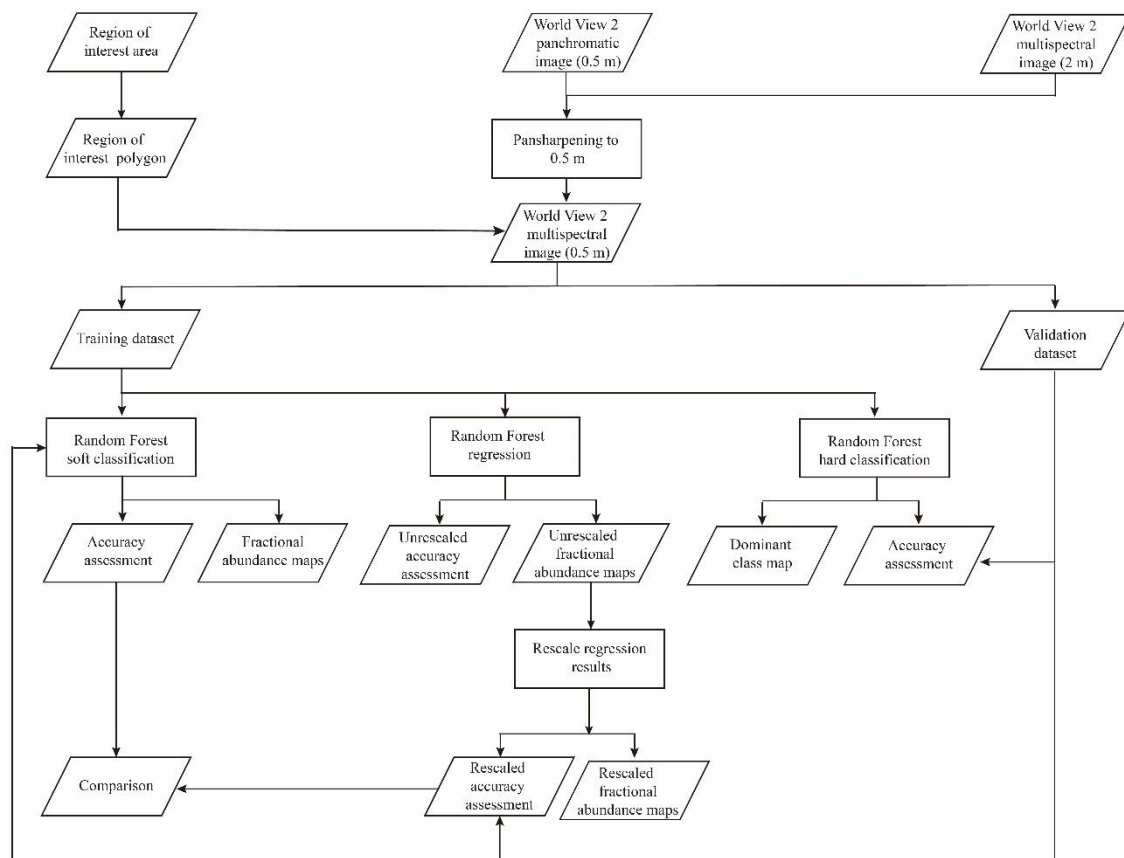 Region of
interest area
World View 2
panchromatic
image (0.5 m)
World View 2
multispectral
image (2 m)
Region of
interest polygon
Pansharpening to
0.5 m
World View 2
multispectral
image (0.5 m)
Training dataset
Validation
dataset
Random Forest
soft classification
Random Forest
regression
Random Forest
hard classification
Accuracy
assessment
Fractional
abundance maps
Unrescaled
accuracy
assessment
Unrescaled
fractional
abundance maps
Dominant
class map
Accuracy
assessment
Rescale regression
results
Comparison
Rescaled
accuracy
assessment
Rescaled
fractional
abundance maps